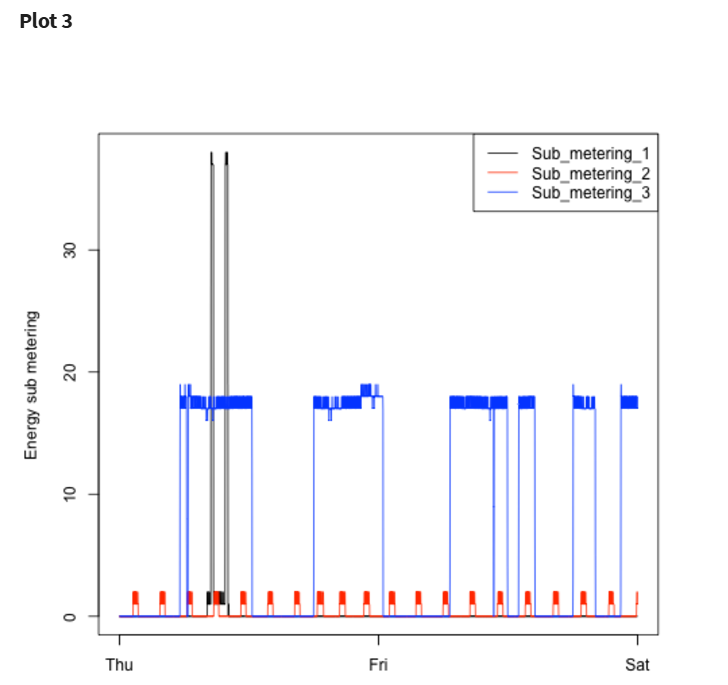 Plot 3
Sub_metering_1
Sub_metering_2
Sub_metering_3
Energy sub metering
30
20
10
0
Thu Fri Sat